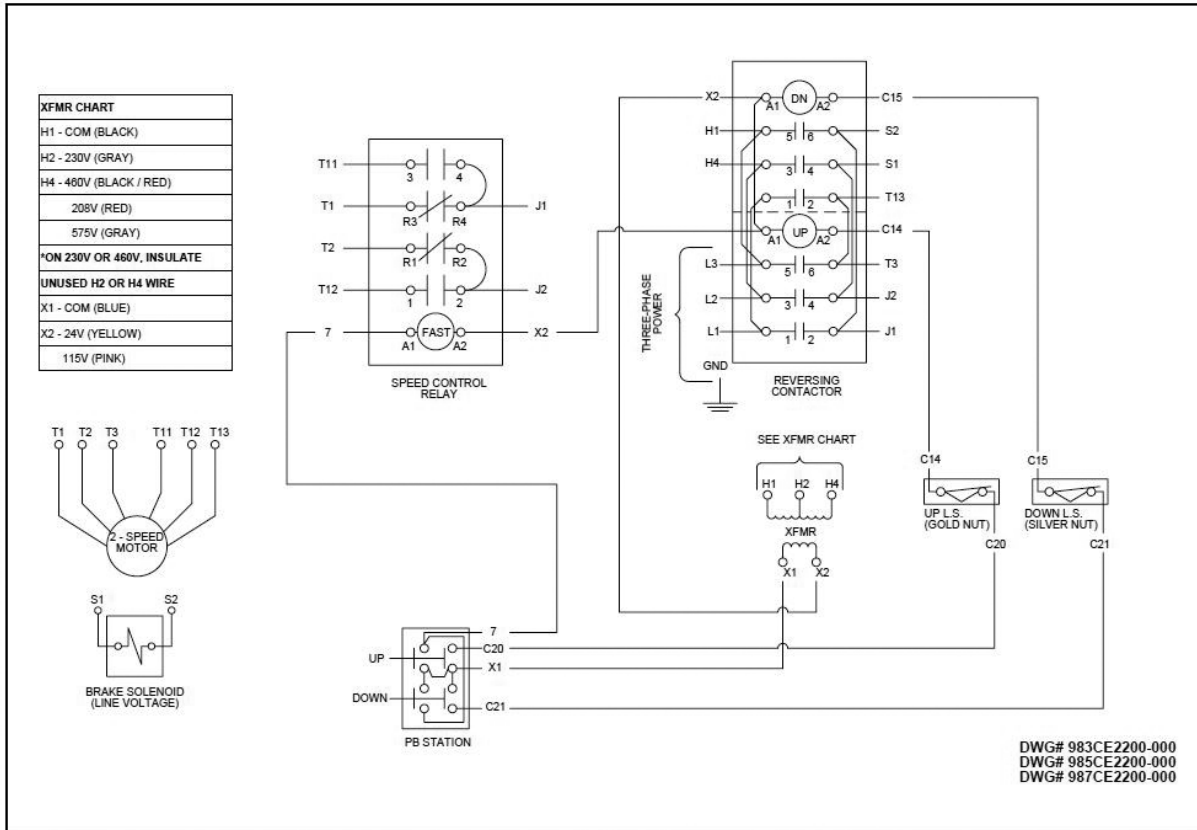 XFMR CHART
H1 - COM (BLACK)
H2 - 230V (GRAY)
H4 - 460V (BLACK / RED)
208V (RED)
575V (GRAY)
*ON 230V OR 460V, INSULATE
UNUSED H2 OR H4 WIRE
X1 - COM (BLUE)
X2 - 24V (YELLOW)
115V (PINK)
T11
3 4
T1
R3 R4
J1
T2
R1 R2
T12
1 2
J2
7
FAST
A1 A2
X2
SPEED CONTROL
RELAY
X2
A1 DN A2
C15
H1
5 6
S2
H4
3 4
S1
1 2
T13
A1 UP A2
C14
L3
5 6
T3
L2
3 4
J2
L1
1 2
J1
THREE-PHASE
POWER
GND
REVERSING
CONTACTOR
T1 T2 T3 T11 T12 T13
2 - SPEED
MOTOR
S1 S2
BRAKE SOLENOID
(LINE VOLTAGE)
SEE XFMR CHART
H1 H2 H4
XFMR
X1 X2
C14
UP L.S.
(GOLD NUT)
C20
C15
DOWN L.S.
(SILVER NUT)
C21
7
C20
UP
X1
DOWN
C21
PB STATION
DWG# 983CE2200-000
DWG# 985CE2200-000
DWG# 987CE2200-000